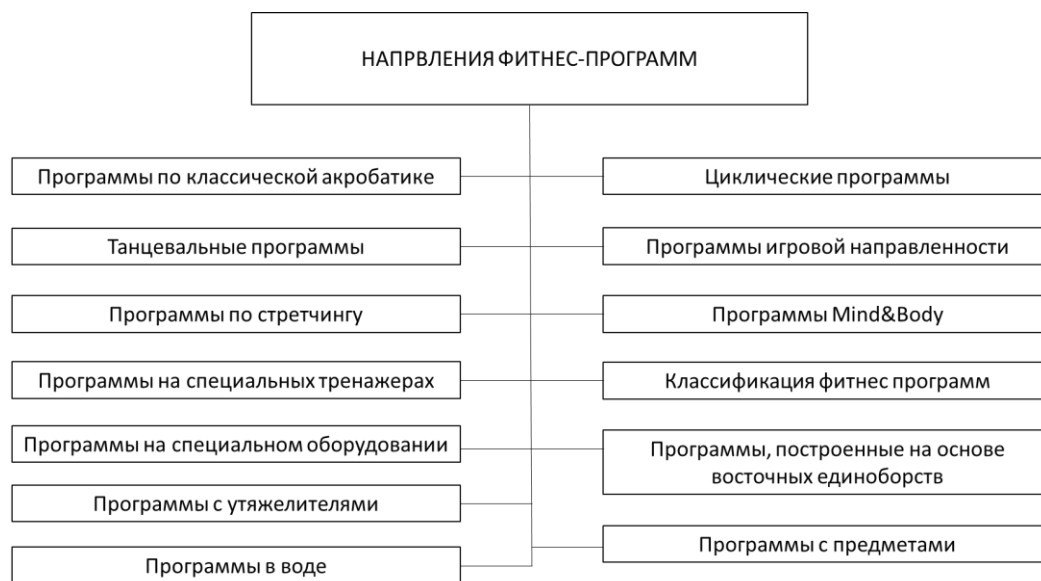 НАПРВЛЕНИЯ ФИТНЕС-ПРОГРАММ
Программы по классической акробатике
Танцевальные программы
Программы по стретчингу
Программы на специальных тренажерах
Программы на специальном оборудовании
Программы с утяжелителями
Программы в воде
Циклические программы
Программы игровой направленности
Программы Mind&Body
Классификация фитнес программ
Программы, построенные на основе
восточных единоборств
Программы с предметами